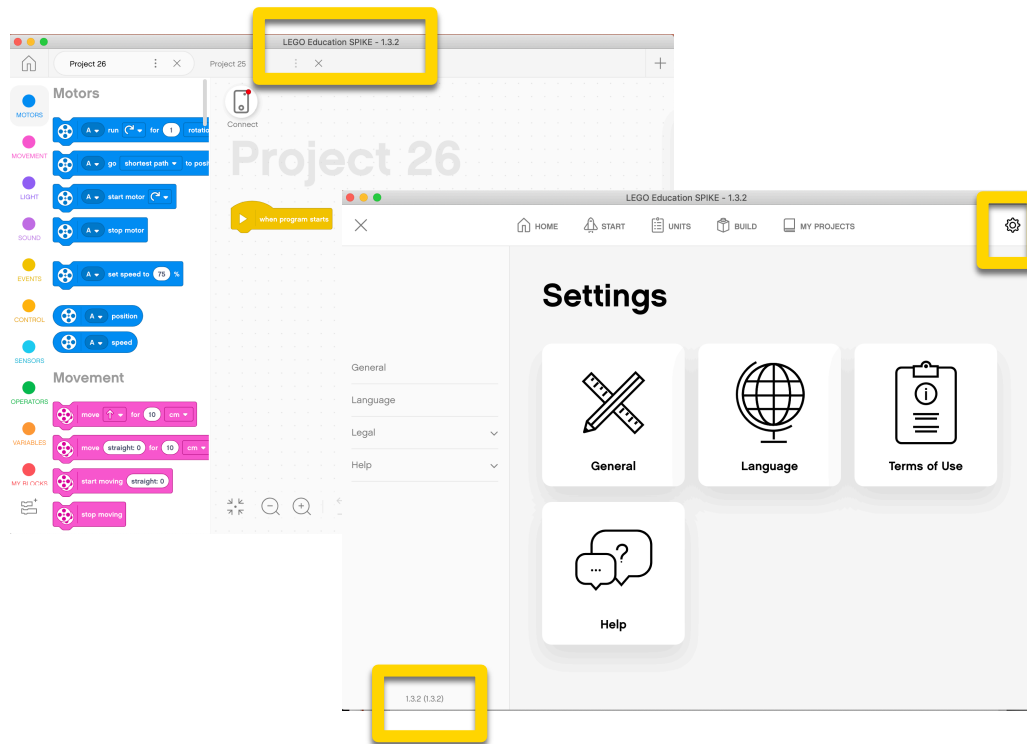 LEGO Education SPIKE - 1.3.2
Project 26
Project 25
Motors
MOTORS
MOVEMENT
LIGHT
SOUND
EVENTS
CONTROL
SENSORS
OPERATORS
VARIABLES
MY BLOCKS
A run for 1
A go shortest path to
A start motor
A stop motor
A set speed to 75 %
A position
A speed
Movement
move for 10 cm
move straight: 0 for 10 cm
start moving straight: 0
stop moving
Connect
Project 26
when program starts
LEGO Education SPIKE - 1.3.2
HOME START UNITS BUILD MY PROJECTS
Settings
General
Language
Legal
Help
General
Language
Terms of Use
Help
1.3.2 (1.3.2)